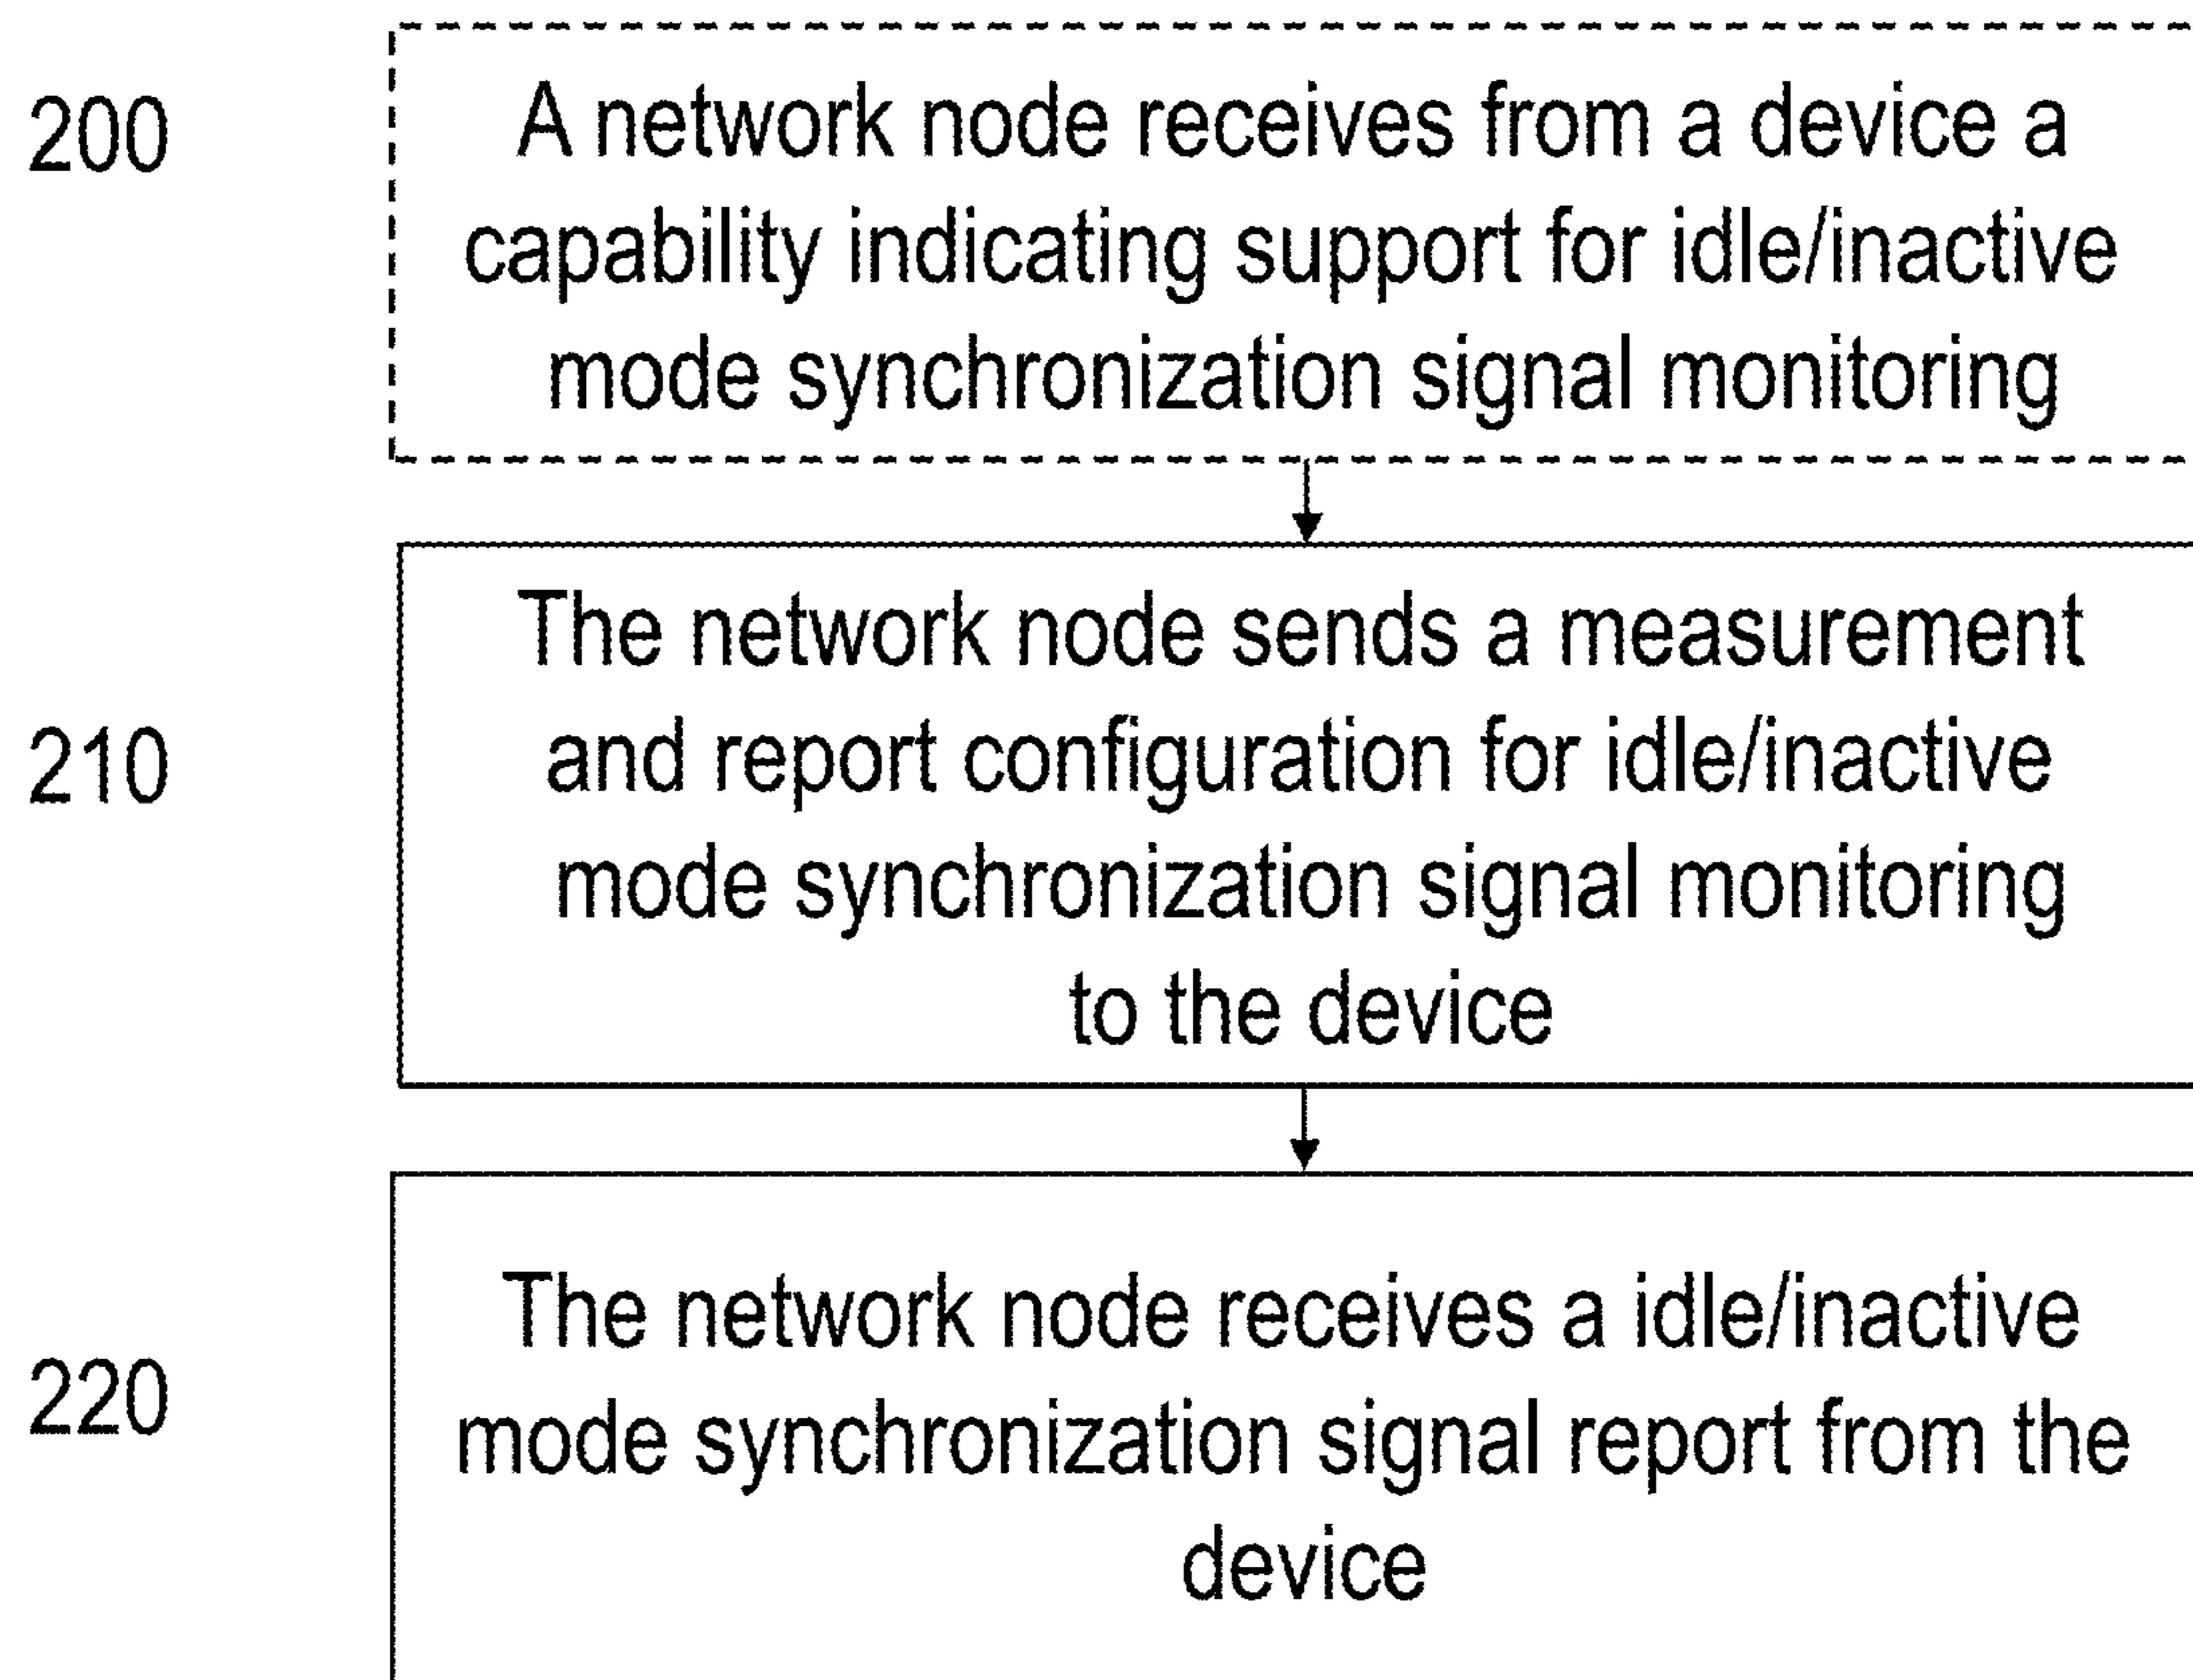 200
A network node receives from a device a
capability indicating support for idle/inactive
mode synchronization signal monitoring
210
The network node sends a measurement
and report configuration for idle/inactive
mode synchronization signal monitoring
to the device
220
The network node receives a idle/inactive
mode synchronization signal report from the
device